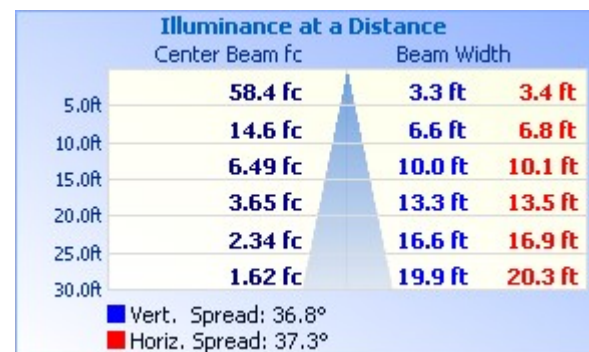 Illuminance at a Distance
Center Beam fc Beam Width
5.0ft 58.4 fc 3.3 ft 3.4 ft
10.0ft 14.6 fc 6.6 ft 6.8 ft
15.0ft 6.49 fc 10.0 ft 10.1 ft
20.0ft 3.65 fc 13.3 ft 13.5 ft
25.0ft 2.34 fc 16.6 ft 16.9 ft
30.0ft 1.62 fc 19.9 ft 20.3 ft
Vert. Spread: 36.8°
Horiz. Spread: 37.3°